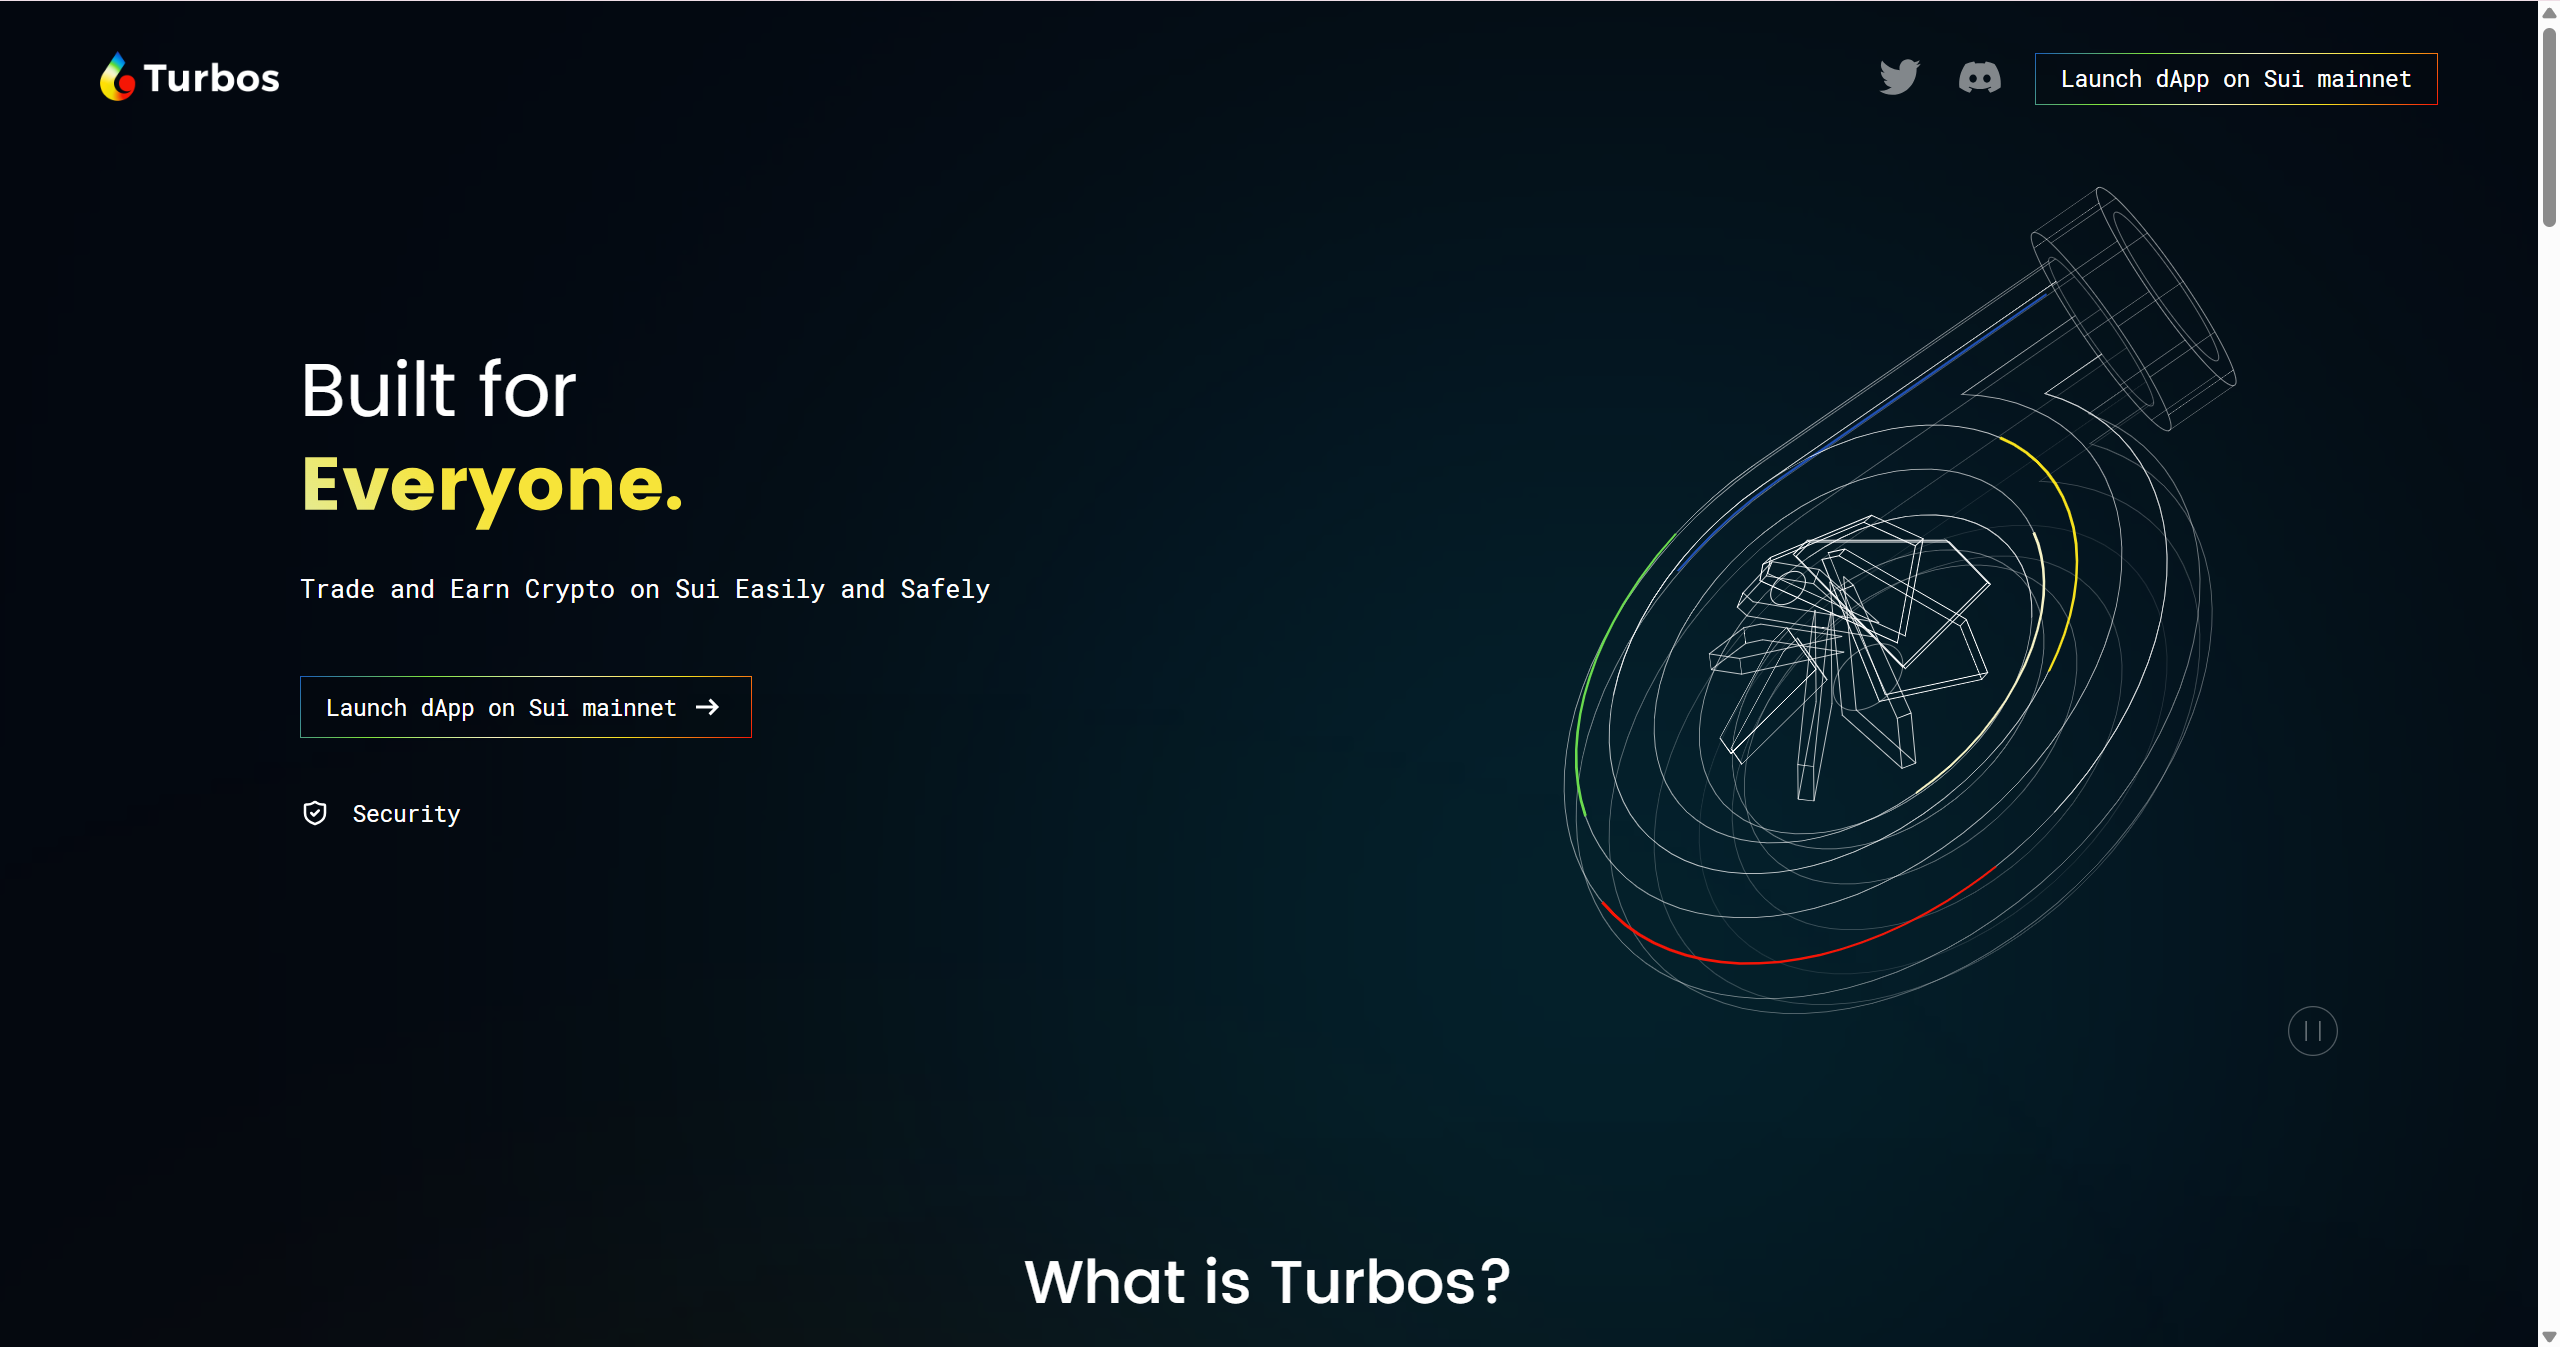 Turbos
Launch dApp on Sui mainnet
Built for
Everyone.
Trade and Earn Crypto on Sui Easily and Safely
Launch dApp on Sui mainnet
Security
What is Turbos?